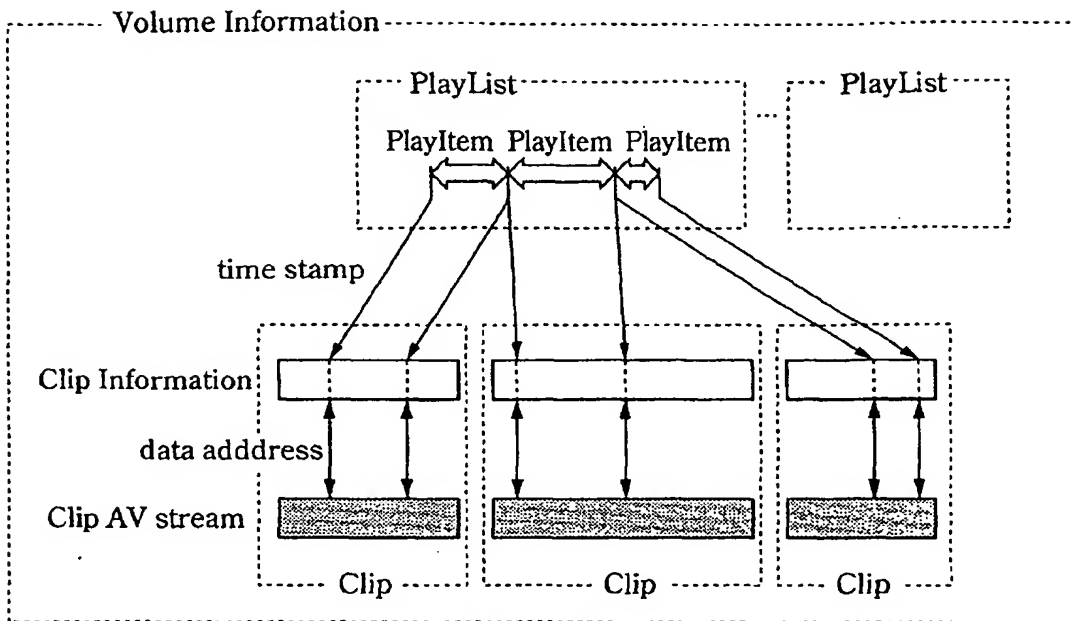 Volume Information
PlayList
PlayList
...
PlayItem PlayItem PlayItem
time stamp
Clip Information
data adddress
Clip AV stream
Clip
Clip
Clip